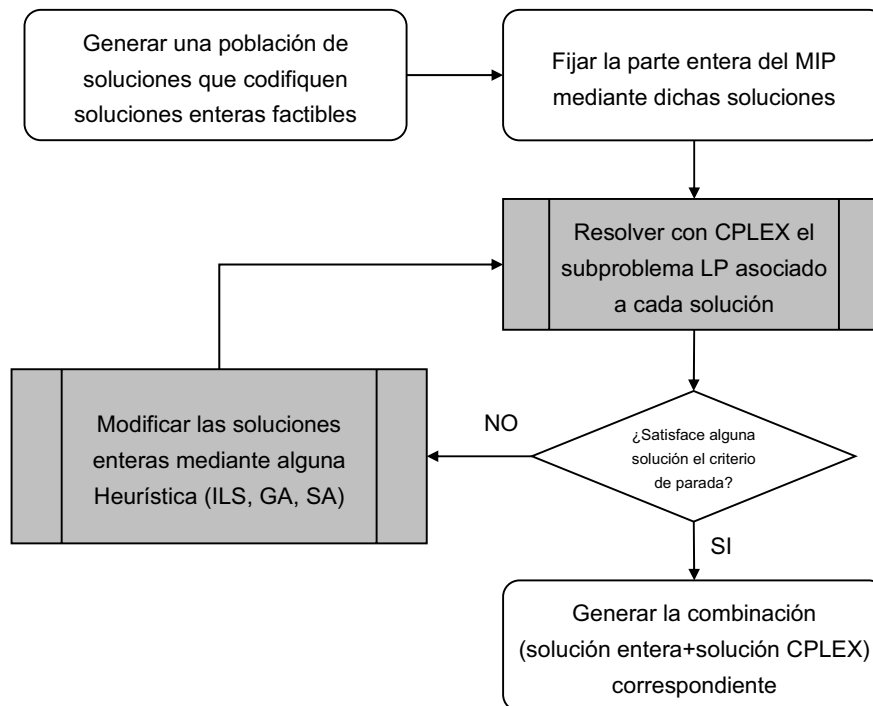 Generar una población de
soluciones que codifiquen
soluciones enteras factibles
Fijar la parte entera del MIP
mediante dichas soluciones
Resolver con CPLEX el
subproblema LP asociado
a cada solución
Modificar las soluciones
enteras mediante alguna
Heurística (ILS, GA, SA)
NO
¿Satisface alguna
solución el criterio
de parada?
SI
Generar la combinación
(solución entera+solución CPLEX)
correspondiente